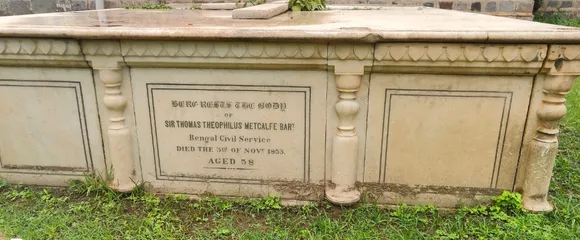 HERE RESTS THE BODY
OF
SIR THOMAS THEOPHILUS METCALFE BARᵀ
Bengal Civil Service
DIED THE 3ᴿᴰ OF NOVᴿ 1853.
AGED 58